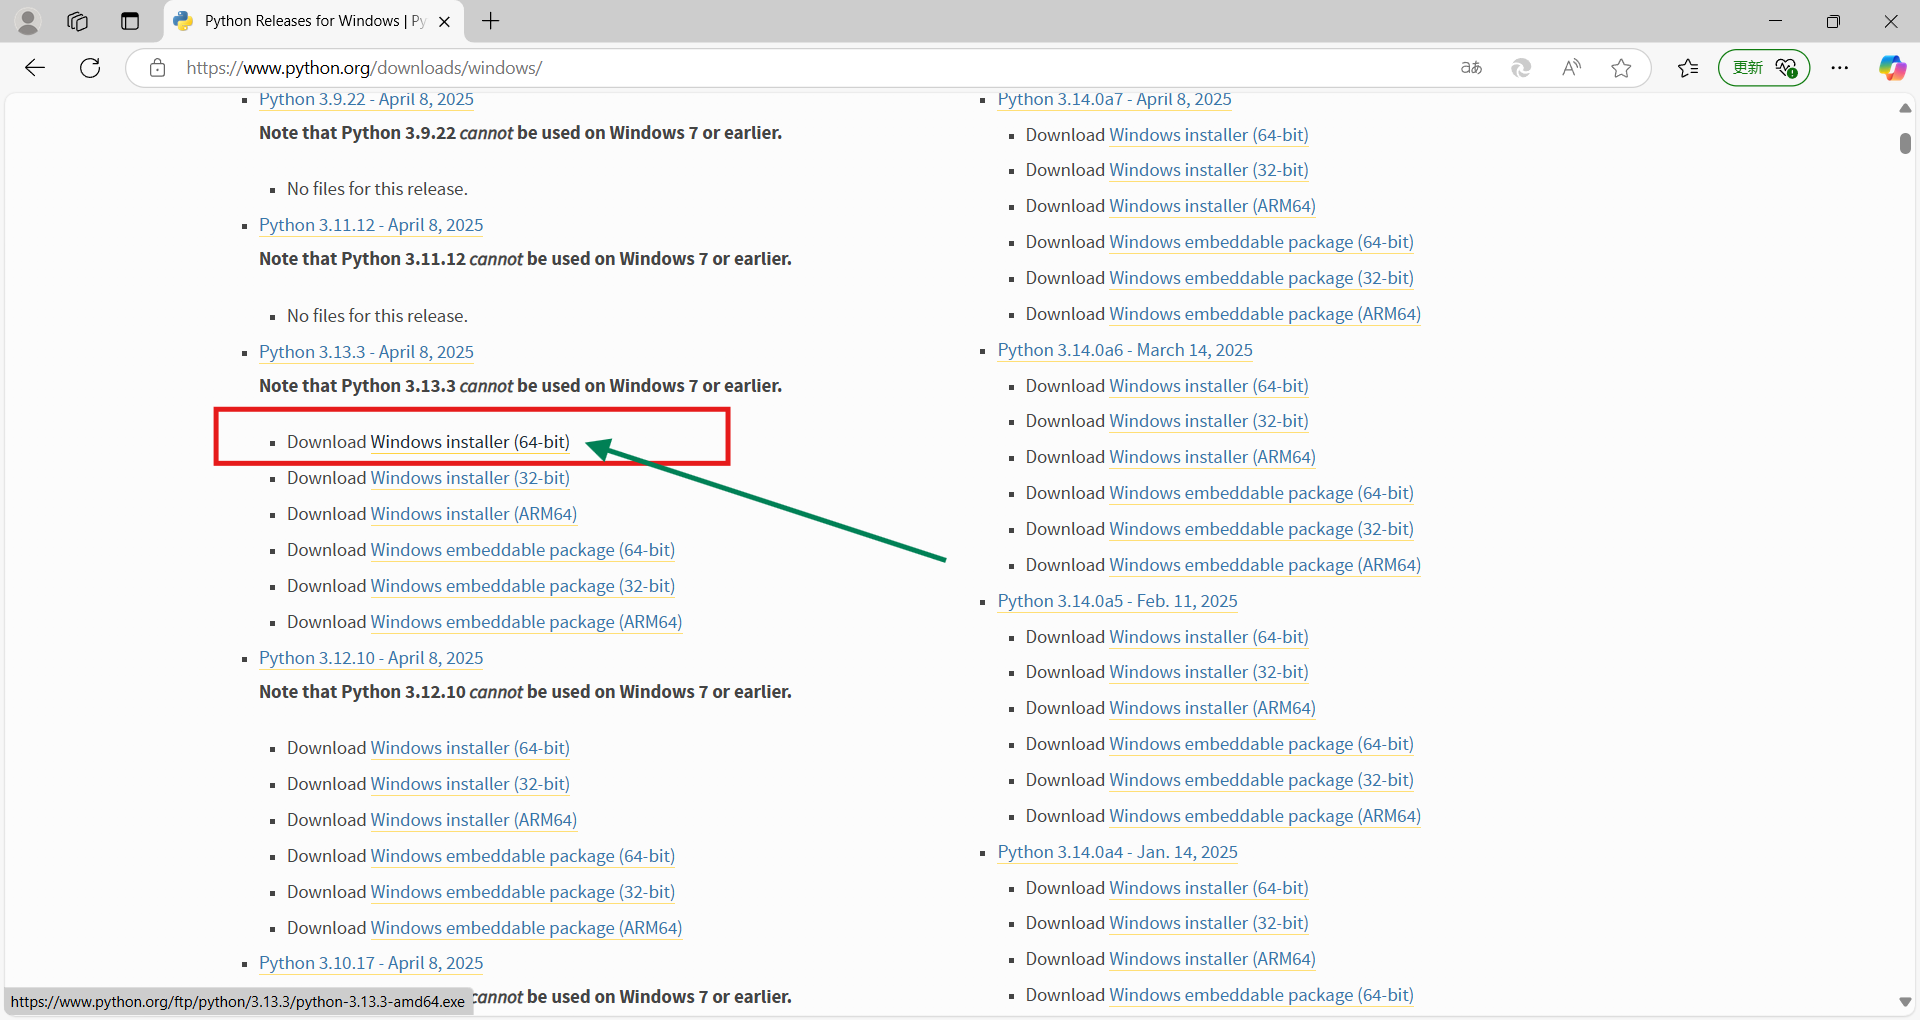 Python Releases for Windows | Py
https://www.python.org/downloads/windows/
更新
Python 3.9.22 - April 8, 2025
Note that Python 3.9.22 cannot be used on Windows 7 or earlier.
No files for this release.
Python 3.11.12 - April 8, 2025
Note that Python 3.11.12 cannot be used on Windows 7 or earlier.
No files for this release.
Python 3.13.3 - April 8, 2025
Note that Python 3.13.3 cannot be used on Windows 7 or earlier.
Download Windows installer (64-bit)
Download Windows installer (32-bit)
Download Windows installer (ARM64)
Download Windows embeddable package (64-bit)
Download Windows embeddable package (32-bit)
Download Windows embeddable package (ARM64)
Python 3.12.10 - April 8, 2025
Note that Python 3.12.10 cannot be used on Windows 7 or earlier.
Download Windows installer (64-bit)
Download Windows installer (32-bit)
Download Windows installer (ARM64)
Download Windows embeddable package (64-bit)
Download Windows embeddable package (32-bit)
Download Windows embeddable package (ARM64)
Python 3.10.17 - April 8, 2025
cannot be used on Windows 7 or earlier.
https://www.python.org/ftp/python/3.13.3/python-3.13.3-amd64.exe
Python 3.14.0a7 - April 8, 2025
Download Windows installer (64-bit)
Download Windows installer (32-bit)
Download Windows installer (ARM64)
Download Windows embeddable package (64-bit)
Download Windows embeddable package (32-bit)
Download Windows embeddable package (ARM64)
Python 3.14.0a6 - March 14, 2025
Download Windows installer (64-bit)
Download Windows installer (32-bit)
Download Windows installer (ARM64)
Download Windows embeddable package (64-bit)
Download Windows embeddable package (32-bit)
Download Windows embeddable package (ARM64)
Python 3.14.0a5 - Feb. 11, 2025
Download Windows installer (64-bit)
Download Windows installer (32-bit)
Download Windows installer (ARM64)
Download Windows embeddable package (64-bit)
Download Windows embeddable package (32-bit)
Download Windows embeddable package (ARM64)
Python 3.14.0a4 - Jan. 14, 2025
Download Windows installer (64-bit)
Download Windows installer (32-bit)
Download Windows installer (ARM64)
Download Windows embeddable package (64-bit)